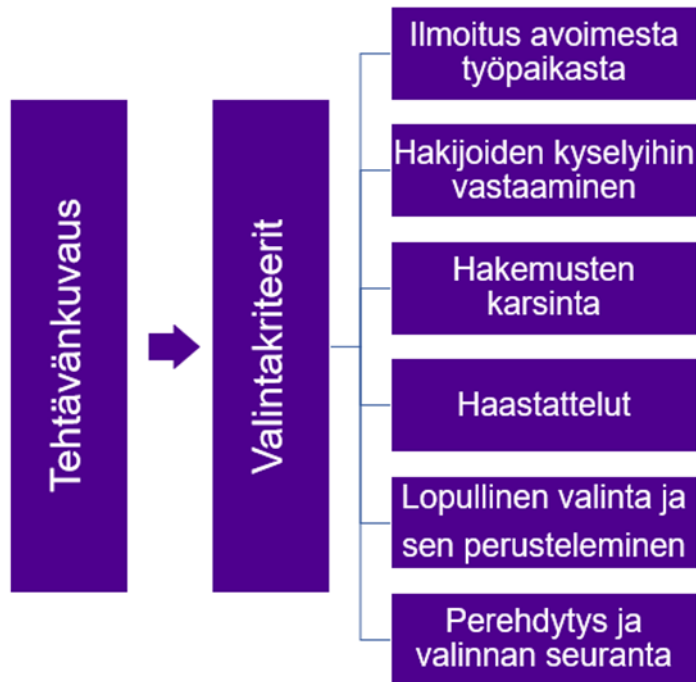 Tehtävänkuvaus
Valintakriteerit
Ilmoitus avoimesta
työpaikasta
Hakijoiden kyselyihin
vastaaminen
Hakemusten
karsinta
Haastattelut
Lopullinen valinta ja
sen perusteleminen
Perehdytys ja
valinnan seuranta